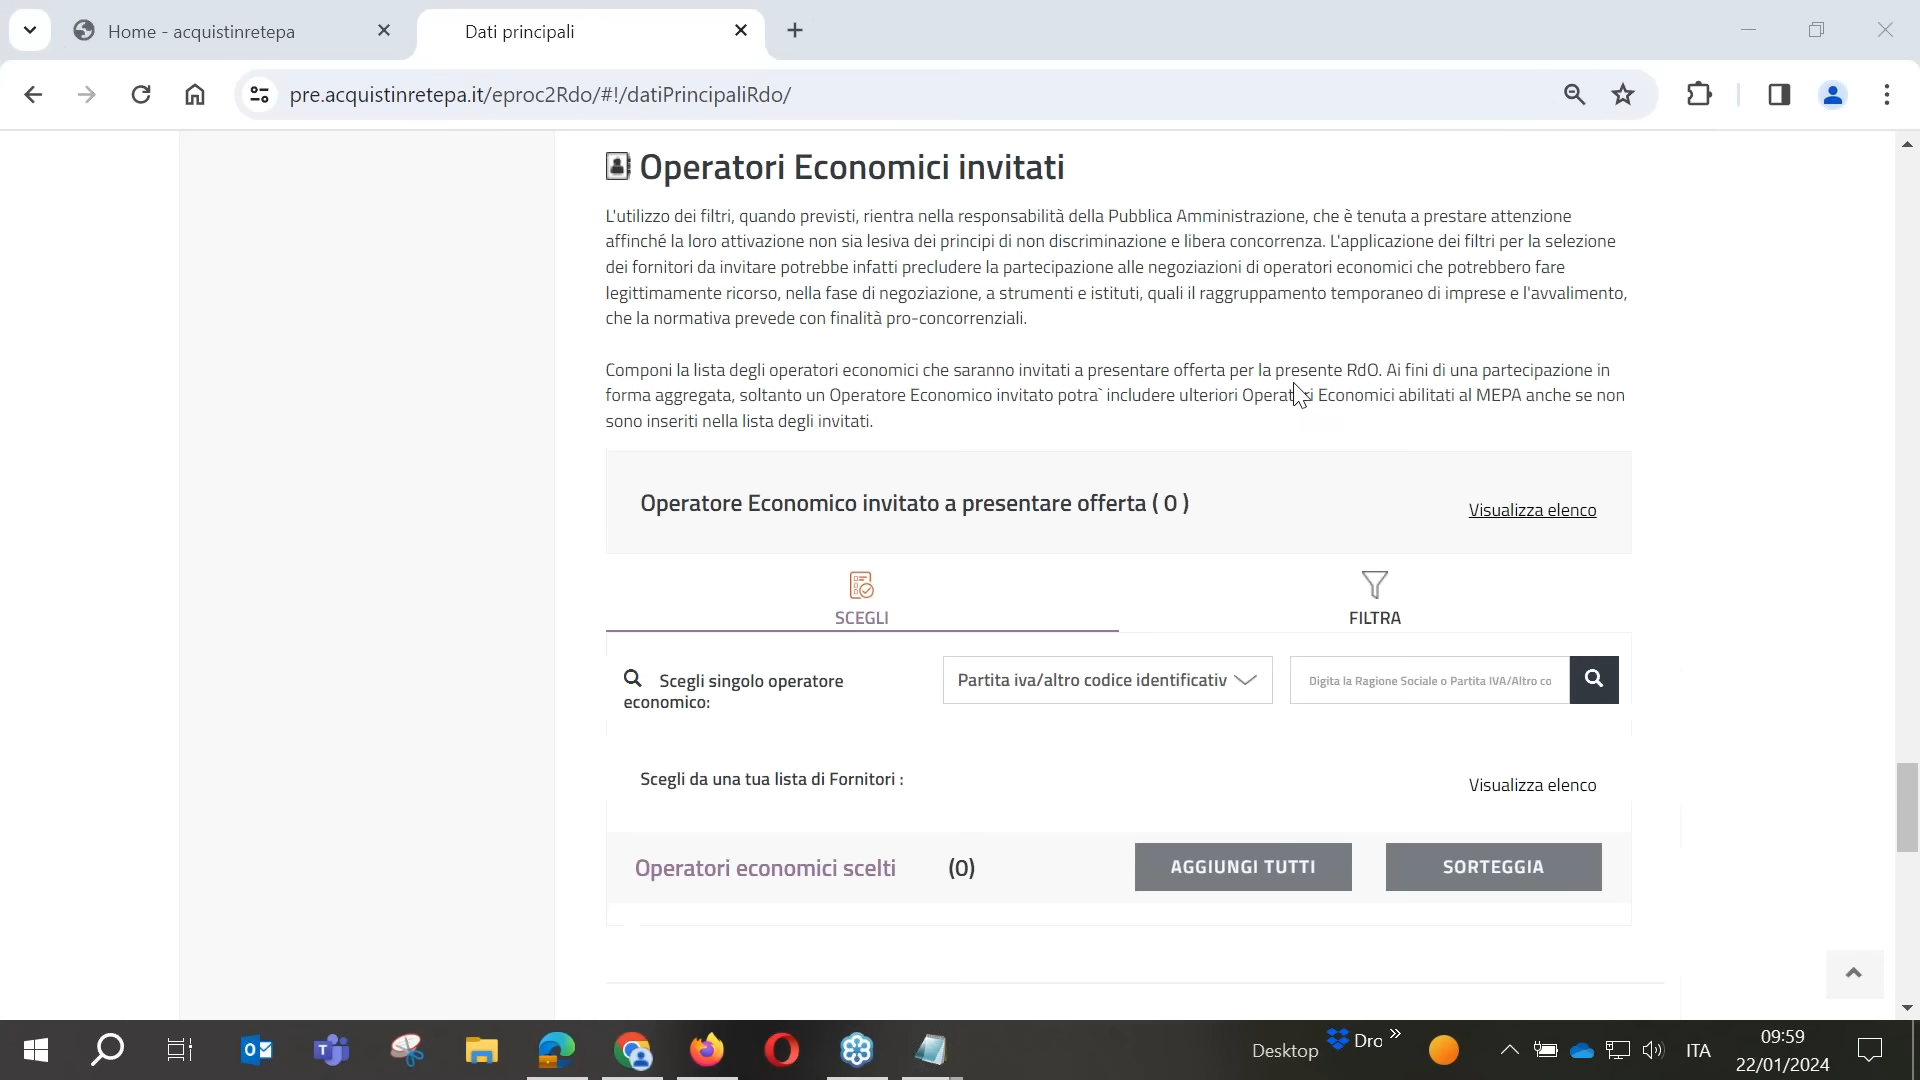 Home - acquistinretepa
Dati principali
pre.acquistinretepa.it/eproc2Rdo/#!/datiPrincipaliRdo/
Operatori Economici invitati
L'utilizzo dei filtri, quando previsti, rientra nella responsabilità della Pubblica Amministrazione, che è tenuta a prestare attenzione
affinché la loro attivazione non sia lesiva dei principi di non discriminazione e libera concorrenza. L'applicazione dei filtri per la selezione
dei fornitori da invitare potrebbe infatti precludere la partecipazione alle negoziazioni di operatori economici che potrebbero fare
legittimamente ricorso, nella fase di negoziazione, a strumenti e istituti, quali il raggruppamento temporaneo di imprese e l'avvalimento,
che la normativa prevede con finalità pro-concorrenziali.
Componi la lista degli operatori economici che saranno invitati a presentare offerta per la presente RdO. Ai fini di una partecipazione in
forma aggregata, soltanto un Operatore Economico invitato potra` includere ulteriori Operatori Economici abilitati al MEPA anche se non
sono inseriti nella lista degli invitati.
Operatore Economico invitato a presentare offerta ( 0 )
Visualizza elenco
SCEGLI
FILTRA
Scegli singolo operatore
economico:
Partita iva/altro codice identificativ
Digita la Ragione Sociale o Partita IVA/Altro co
Scegli da una tua lista di Fornitori :
Visualizza elenco
Operatori economici scelti (0)
AGGIUNGI TUTTI
SORTEGGIA
Desktop
Dro
ITA
09:59
22/01/2024